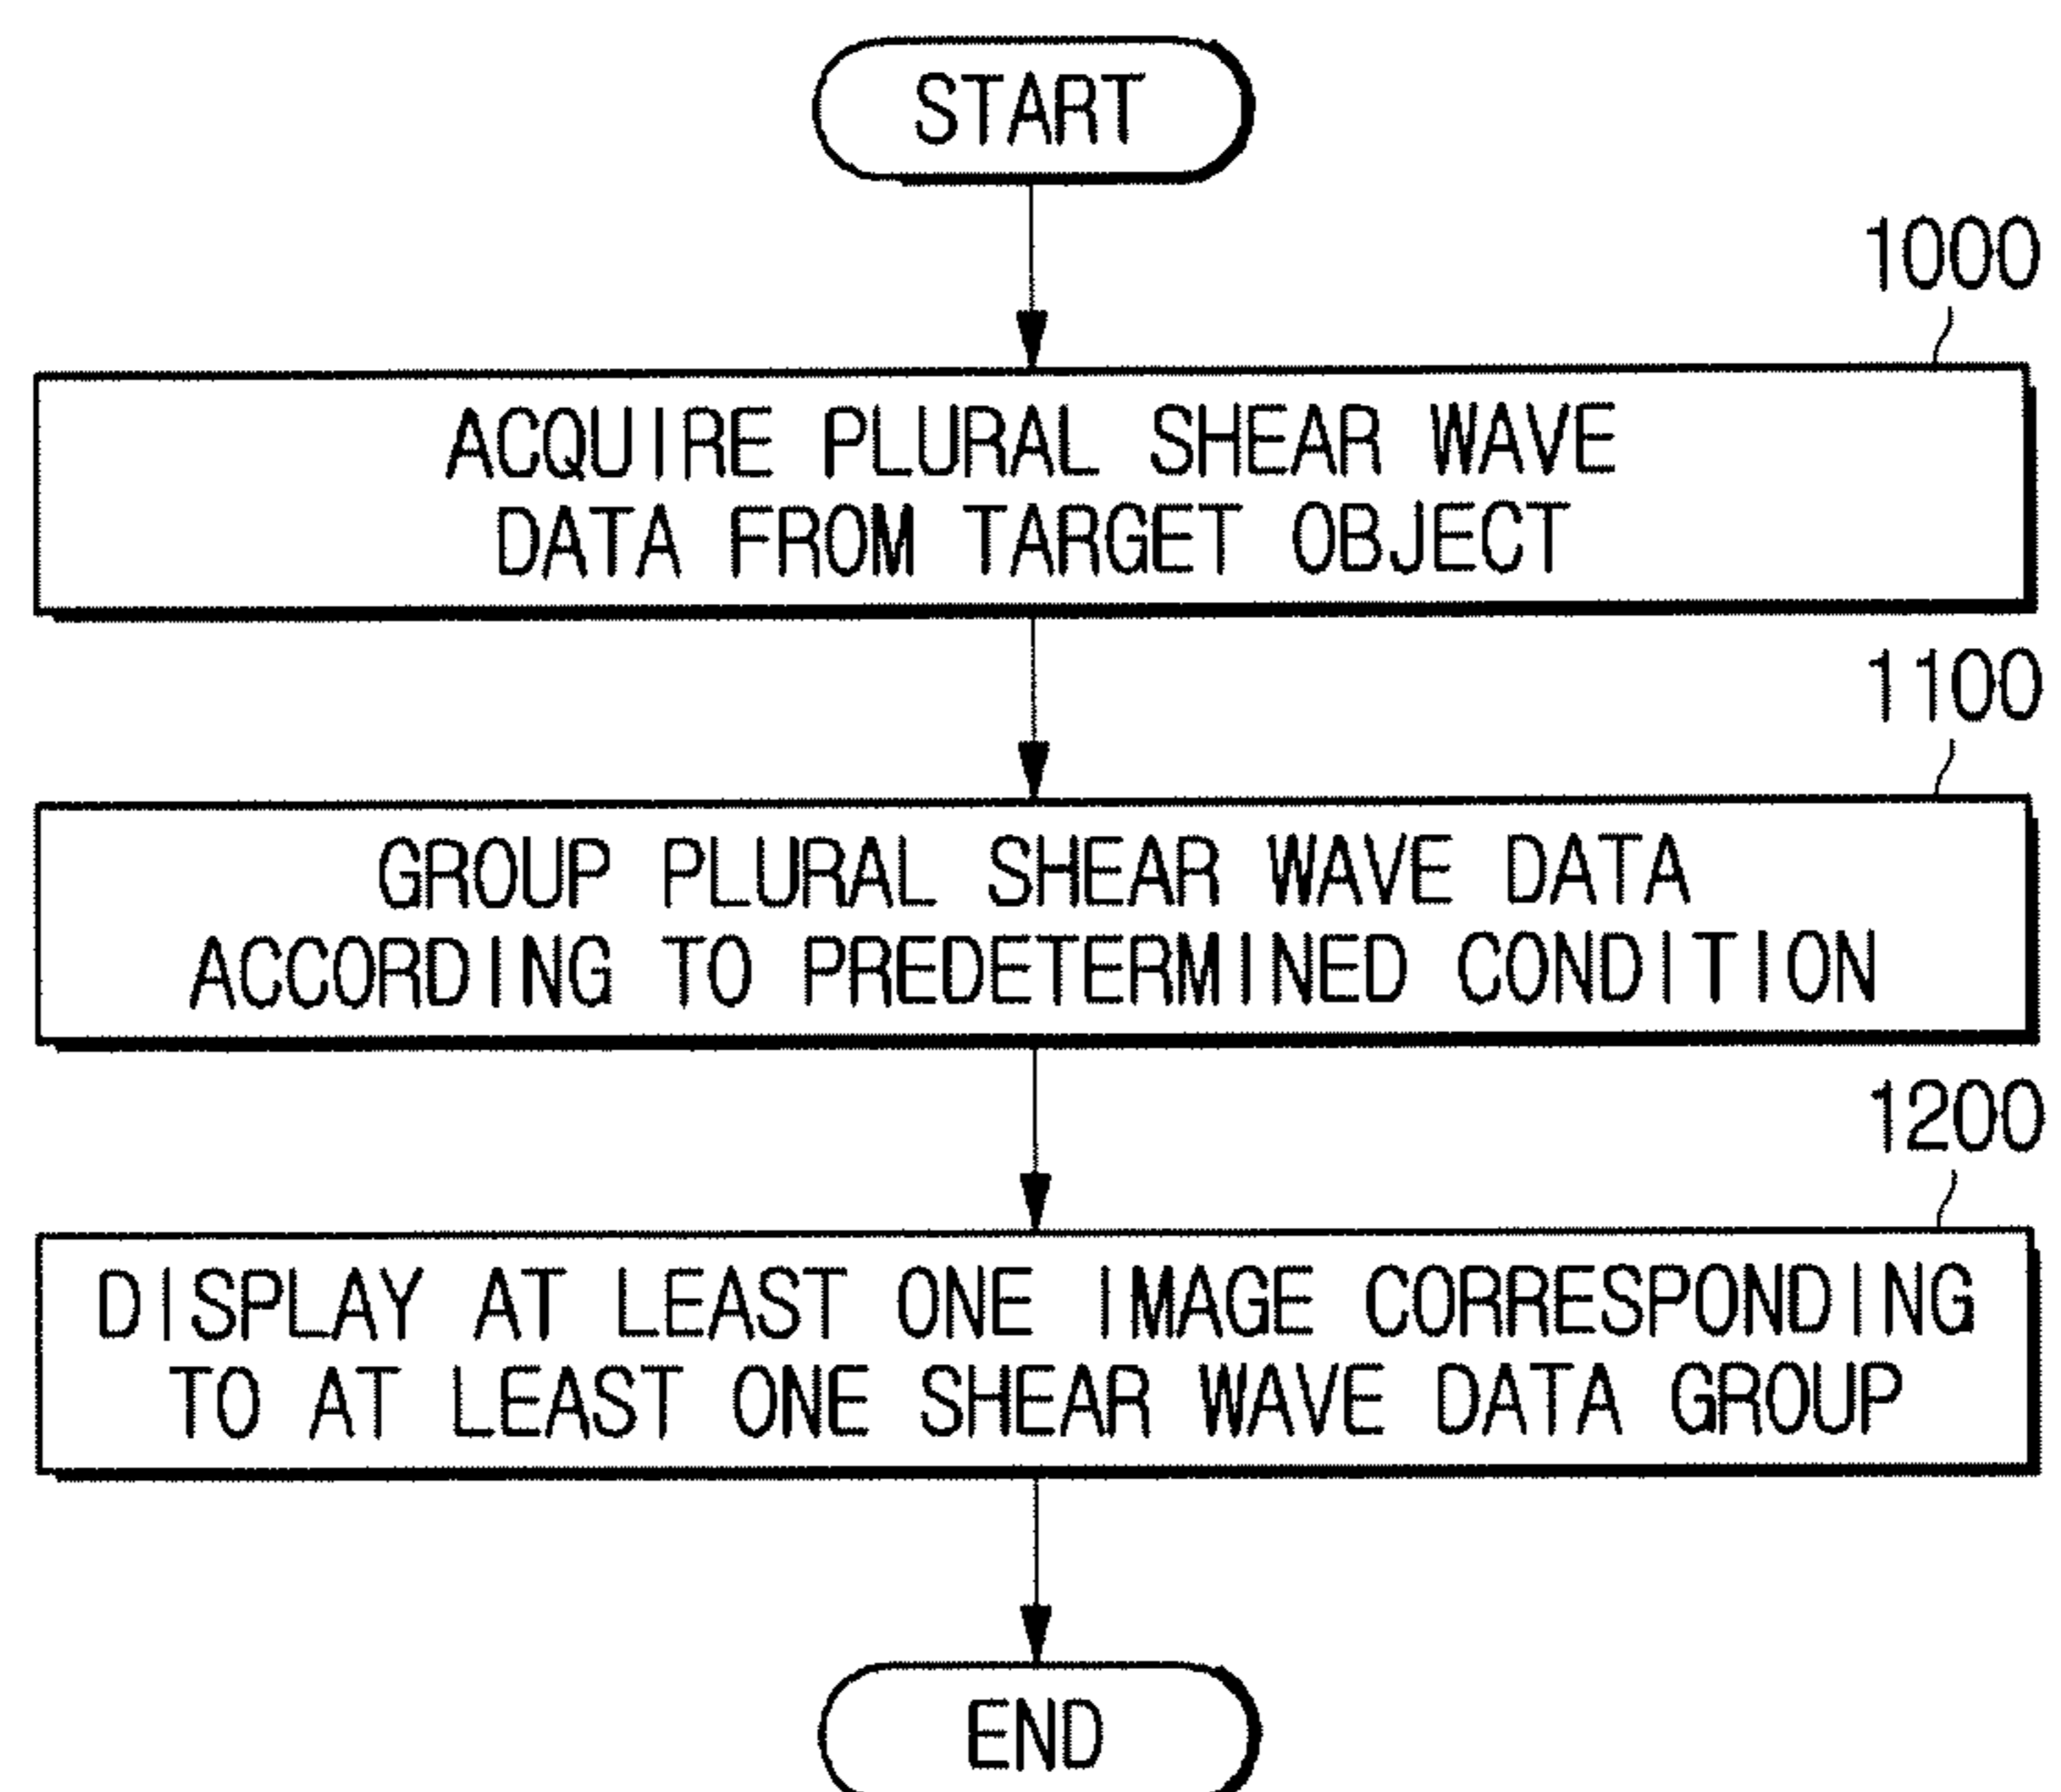 START
1000
ACQUIRE PLURAL SHEAR WAVE
DATA FROM TARGET OBJECT
1100
GROUP PLURAL SHEAR WAVE DATA
ACCORDING TO PREDETERMINED CONDITION
1200
DISPLAY AT LEAST ONE IMAGE CORRESPONDING
TO AT LEAST ONE SHEAR WAVE DATA GROUP
END